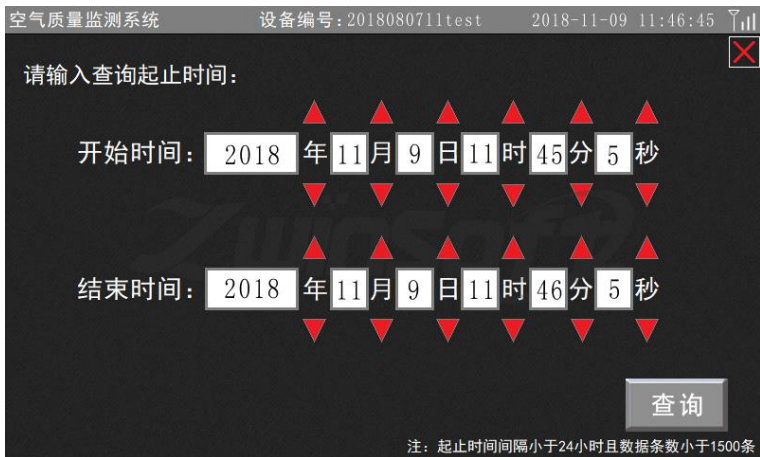 空气质量监测系统 设备编号:2018080711test 2018-11-09 11:46:45
请输入查询起止时间:
开始时间: 2018 年 11 月 9 日 11 时 45 分 5 秒
Zwinsoft
结束时间: 2018 年 11 月 9 日 11 时 46 分 5 秒
查询
注: 起止时间间隔小于24小时且数据条数小于1500条